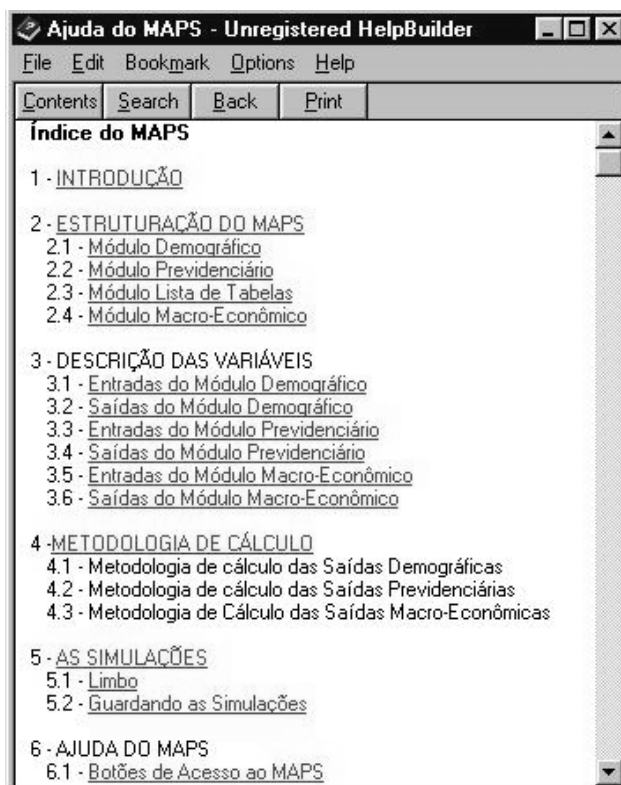 Ajuda do MAPS - Unregistered HelpBuilder
File Edit Bookmark Options Help
Contents Search Back Print
Índice do MAPS
1 - INTRODUÇÃO
2 - ESTRUTURAÇÃO DO MAPS
2.1 - Módulo Demográfico
2.2 - Módulo Previdenciário
2.3 - Módulo Lista de Tabelas
2.4 - Módulo Macro-Econômico
3 - DESCRIÇÃO DAS VARIÁVEIS
3.1 - Entradas do Módulo Demográfico
3.2 - Saídas do Módulo Demográfico
3.3 - Entradas do Módulo Previdenciário
3.4 - Saídas do Módulo Previdenciário
3.5 - Entradas do Módulo Macro-Econômico
3.6 - Saídas do Módulo Macro-Econômico
4 -METODOLOGIA DE CÁLCULO
4.1 - Metodologia de cálculo das Saídas Demográficas
4.2 - Metodologia de cálculo das Saídas Previdenciárias
4.3 - Metodologia de Cálculo das Saídas Macro-Econômicas
5 - AS SIMULAÇÕES
5.1 - Limbo
5.2 - Guardando as Simulações
6 - AJUDA DO MAPS
6.1 - Botões de Acesso ao MAPS